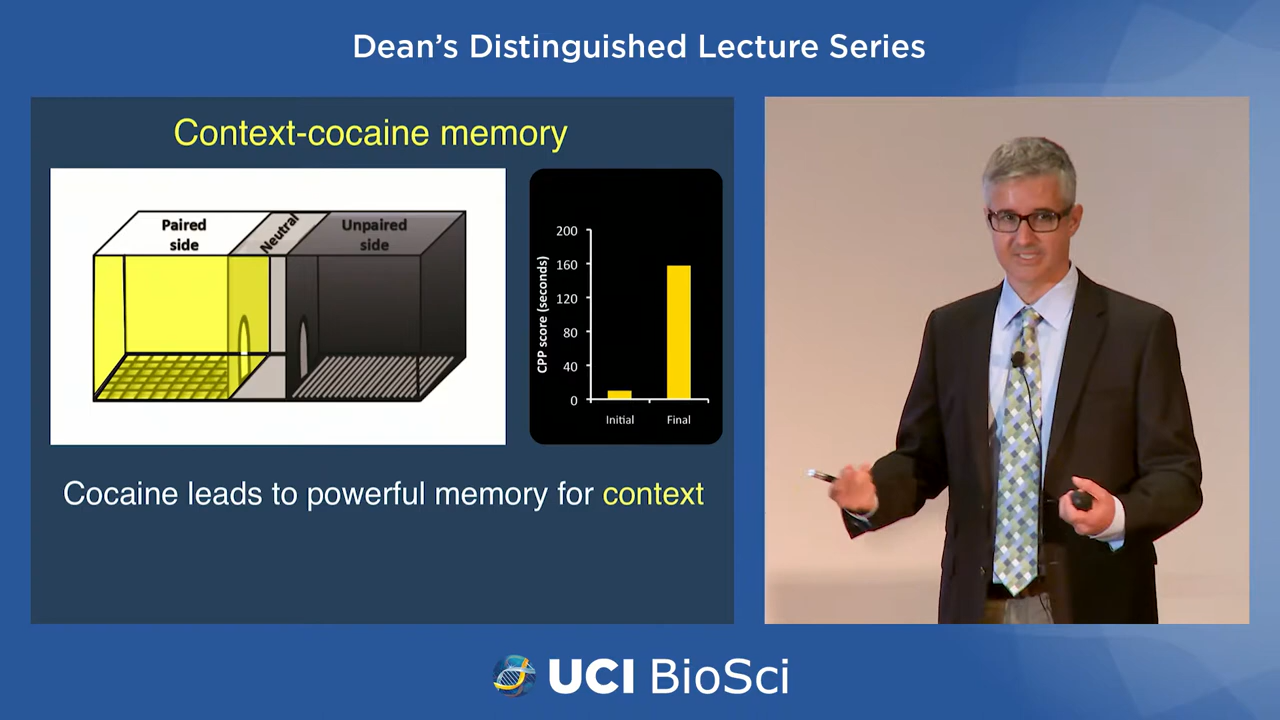 Dean’s Distinguished Lecture Series
Context-cocaine memory
Paired
side
Neutral
Unpaired
side
CPP score (seconds)
200
160
120
80
40
0
Initial
Final
Cocaine leads to powerful memory for context
UCI BioSci